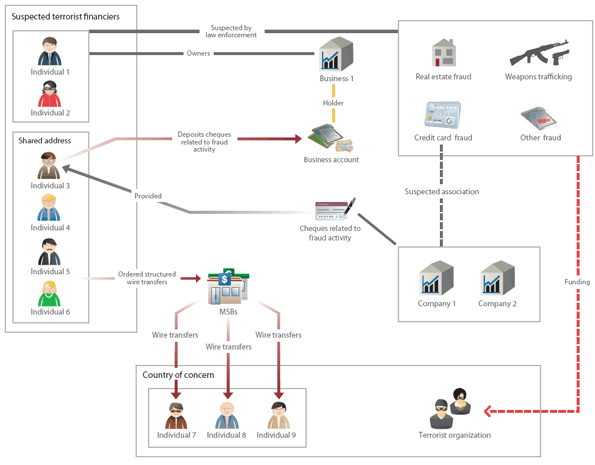 Suspected terrorist financiers
Suspected by
law enforcement
Individual 1
Owners
Business 1
Real estate fraud
Weapons trafficking
Individual 2
Holder
Shared address
Deposits cheques
related to fraud
activity
Credit card fraud
Other fraud
Business account
Individual 3
Provided
Suspected association
Individual 4
Cheques related to
fraud activity
Individual 5
Ordered structured
wire transfers
Funding
Individual 6
MSBs
Company 1
Company 2
Wire transfers
Wire transfers
Wire transfers
Country of concern
Individual 7
Individual 8
Individual 9
Terrorist organization